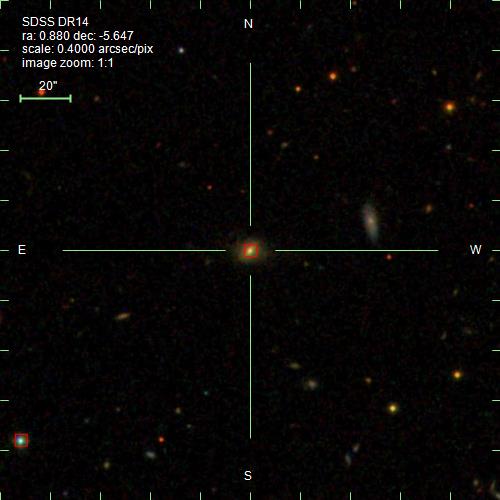 SDSS DR14
ra: 0.880 dec: -5.647
scale: 0.4000 arcsec/pix
image zoom: 1:1
20"
N
E
W
S